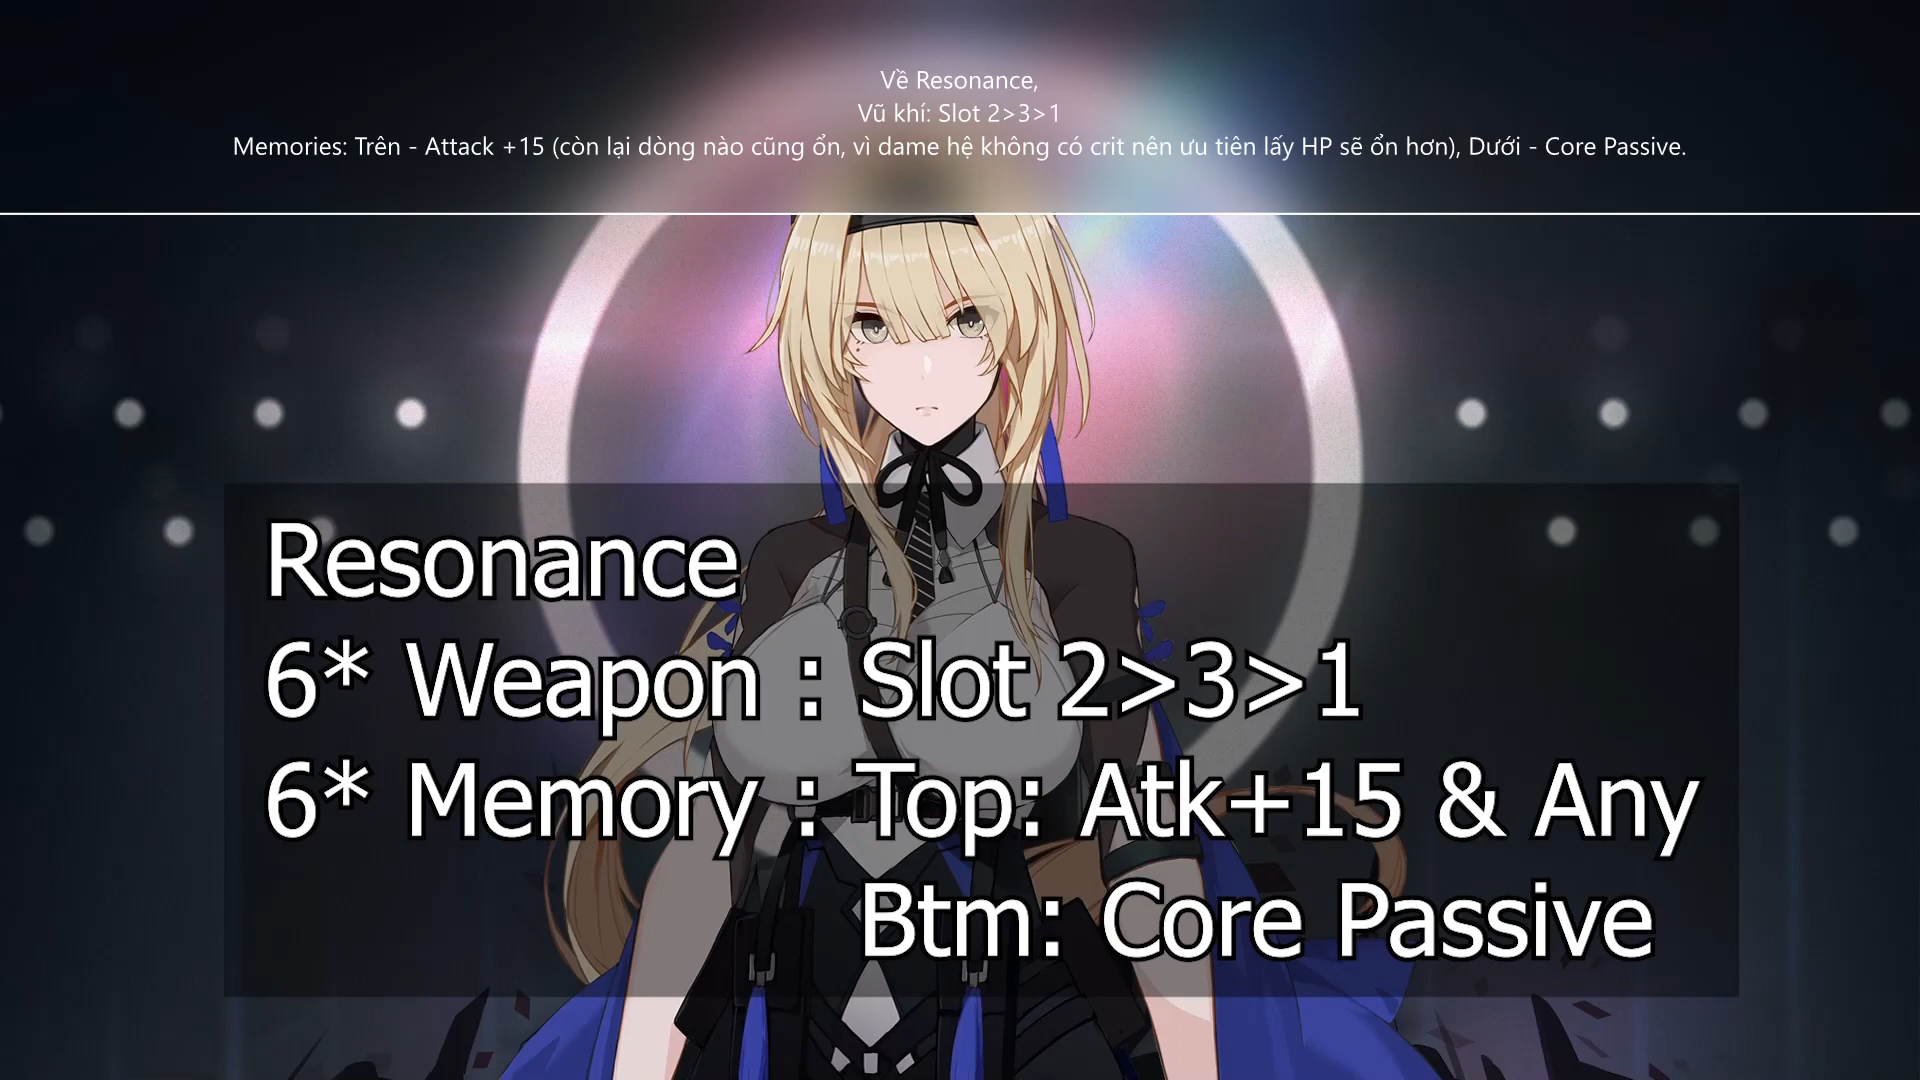 Về Resonance,
Vũ khí: Slot 2>3>1
Memories: Trên - Attack +15 (còn lại dòng nào cũng ổn, vì dame hệ không có crit nên ưu tiên lấy HP sẽ ổn hơn), Dưới - Core Passive.
Resonance
6* Weapon : Slot 2>3>1
6* Memory : Top: Atk+15 & Any
Btm: Core Passive